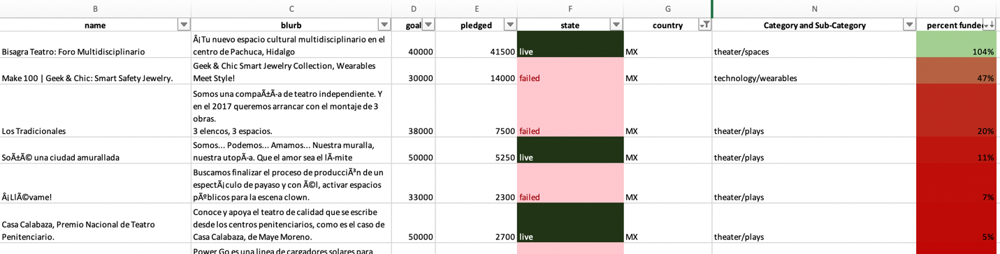 B C D E F G N O
name blurb goal pledged state country Category and Sub-Category percent funde
Â¡Tu nuevo espacio cultural multidisciplinario en el
Bisagra Teatro: Foro Multidisciplinario centro de Pachuca, Hidalgo 40000 41500 live MX theater/spaces 104%
Geek & Chic Smart Jewelry Collection, Wearables
Make 100 | Geek & Chic: Smart Safety Jewelry. Meet Style! 30000 14000 failed MX technology/wearables 47%
Somos una compaÃ±Ã­a de teatro independiente. Y
en el 2017 queremos arrancar con el montaje de 3
obras.
Los Tradicionales 3 elencos, 3 espacios. 38000 7500 failed MX theater/plays 20%
Somos... Podemos... Amamos... Nuestra muralla,
SoÃ±Ã© una ciudad amurallada nuestra utopÃ­a. Que el amor sea el lÃ­mite 50000 5250 live MX theater/plays 11%
Buscamos finalizar el proceso de producciÃ³n de un
espectÃ¡culo de payaso y con Ã©l, activar espacios
Â¡LlÃ©vame! pÃºblicos para la escena clown. 33000 2300 failed MX theater/plays 7%
Conoce y apoya el teatro de calidad que se escribe
Casa Calabaza, Premio Nacional de Teatro desde los centros penitenciarios, como es el caso de
Penitenciario. Casa Calabaza, de Maye Moreno. 50000 2700 live MX theater/plays 5%
Power Go es una linea de cargadores solares para